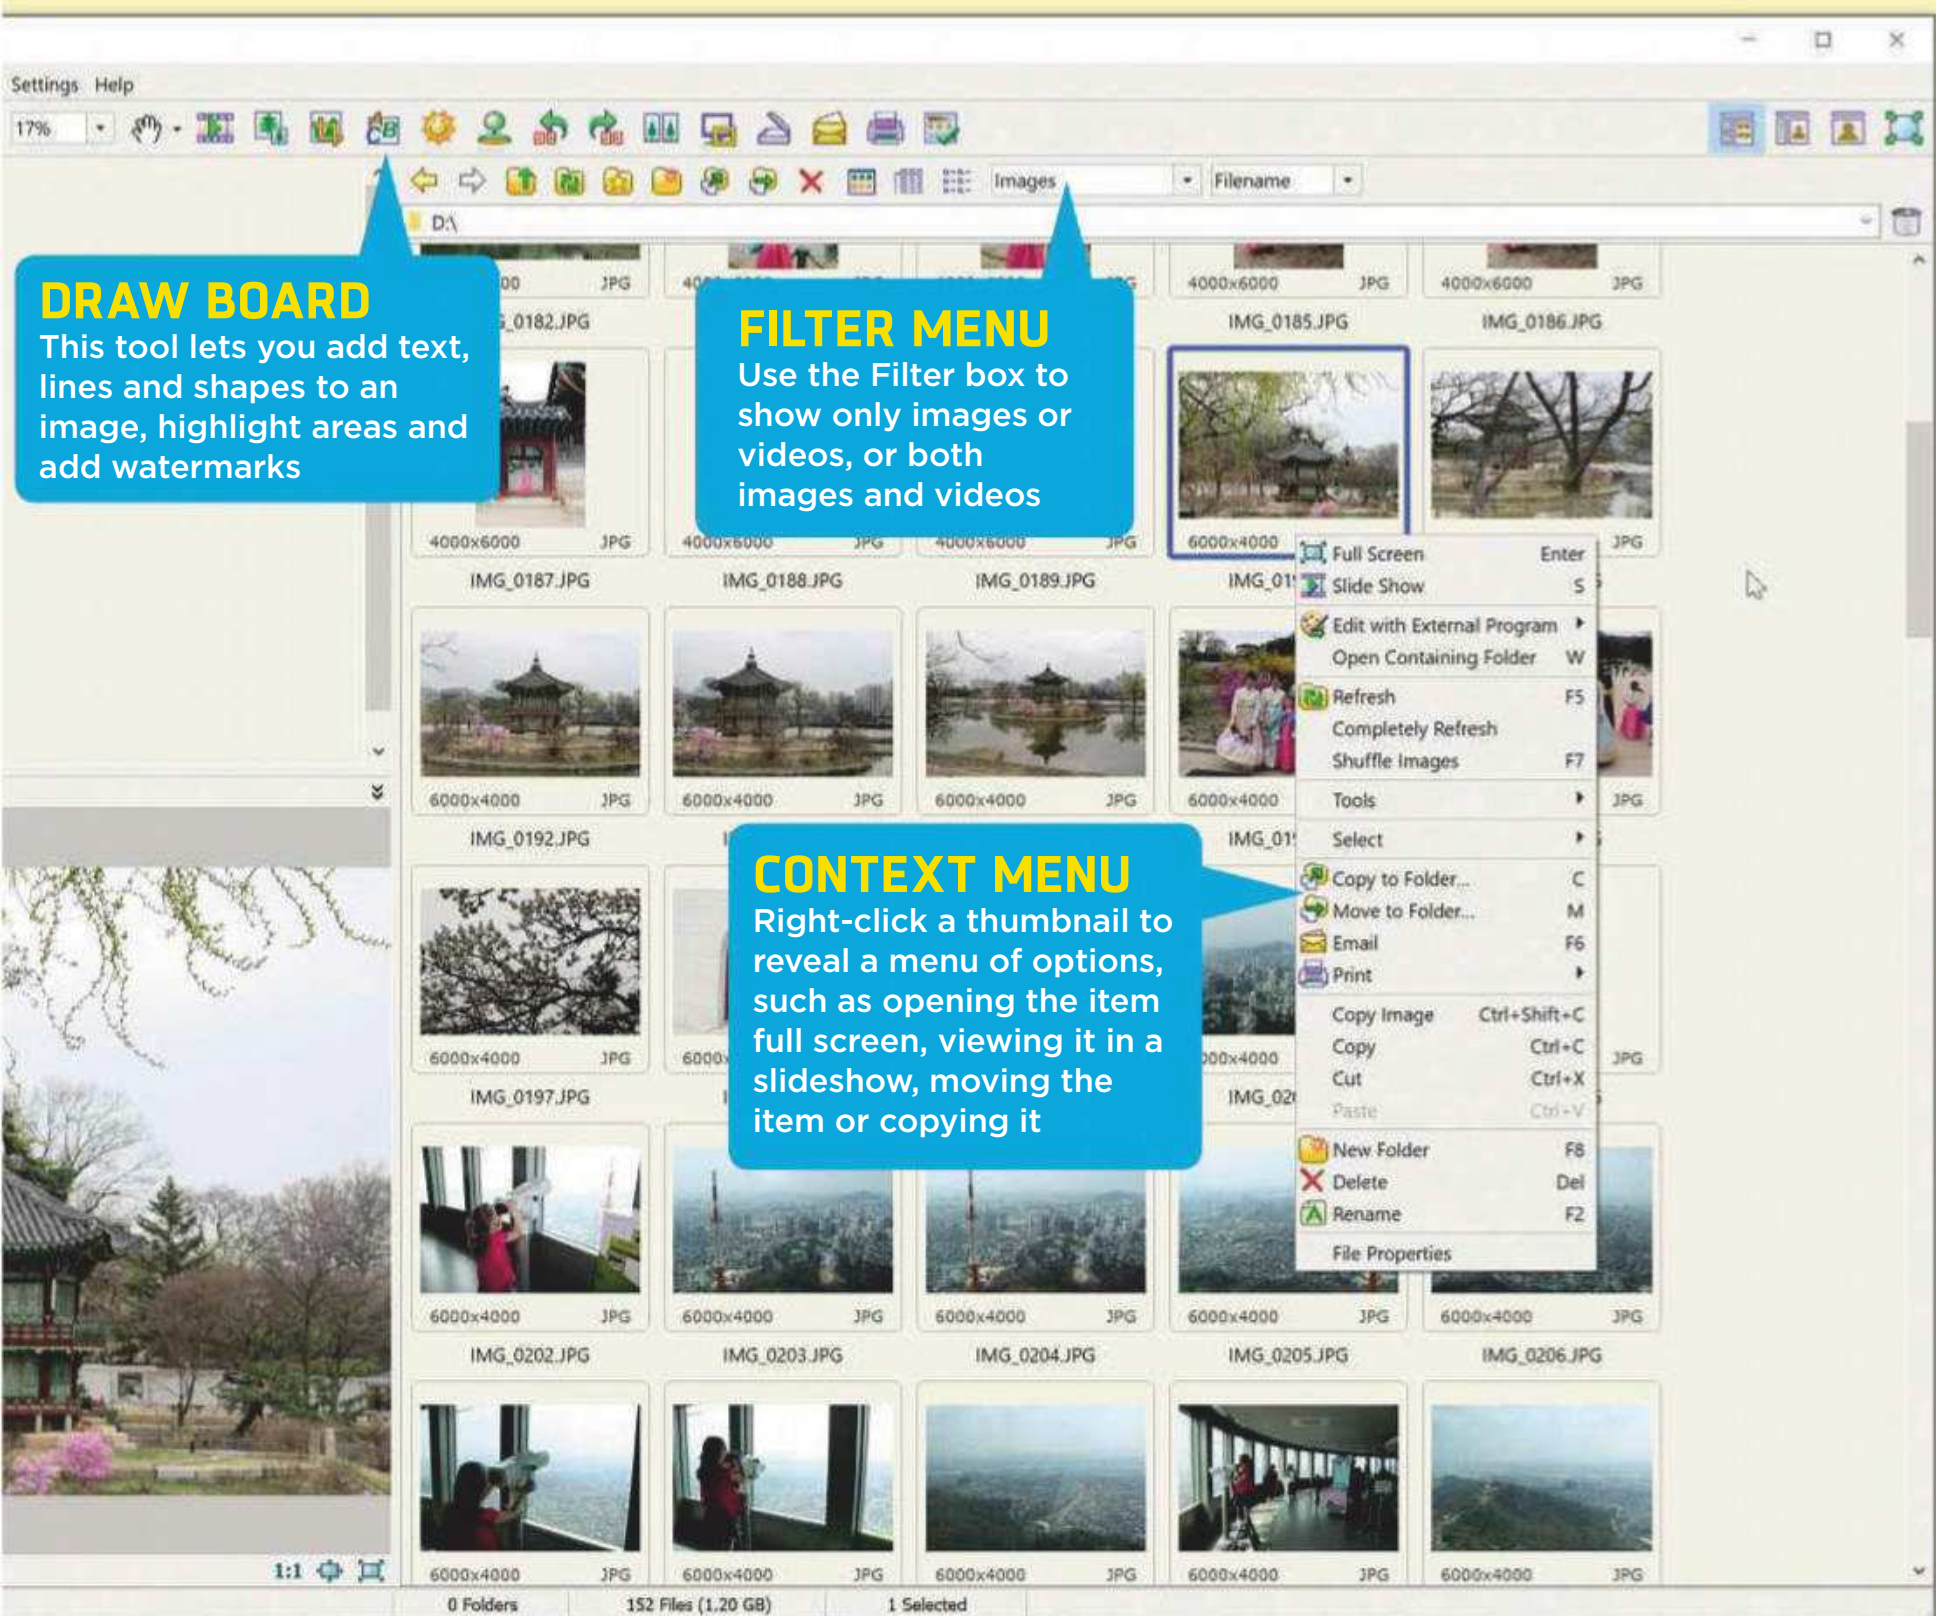 Settings Help
17%
Images
Filename
D:\
DRAW BOARD
This tool lets you add text,
lines and shapes to an
image, highlight areas and
add watermarks
FILTER MENU
Use the Filter box to
show only images or
videos, or both
images and videos
JPG
4000x6000 JPG
4000x6000 JPG
IMG_0185.JPG
IMG_0186.JPG
4000x6000 JPG
4000x6000 JPG
4000x6000 JPG
6000x4000
JPG
IMG_0187.JPG
IMG_0188.JPG
IMG_0189.JPG
6000x4000 JPG
6000x4000 JPG
6000x4000 JPG
6000x4000
JPG
IMG_0192.JPG
CONTEXT MENU
Right-click a thumbnail to
reveal a menu of options,
such as opening the item
full screen, viewing it in a
slideshow, moving the
item or copying it
Full Screen Enter
Slide Show S
Edit with External Program
Open Containing Folder W
Refresh F5
Completely Refresh
Shuffle Images F7
Tools
Select
Copy to Folder... C
Move to Folder... M
Email F6
Print
Copy Image Ctrl+Shift+C
Copy Ctrl+C
Cut Ctrl+X
Paste Ctrl+V
New Folder F8
Delete Del
Rename F2
File Properties
6000x4000 JPG
JPG
IMG_0197.JPG
6000x4000 JPG
6000x4000 JPG
6000x4000 JPG
6000x4000 JPG
6000x4000 JPG
IMG_0202.JPG
IMG_0203.JPG
IMG_0204.JPG
IMG_0205.JPG
IMG_0206.JPG
1:1
6000x4000 JPG
6000x4000 JPG
6000x4000 JPG
6000x4000 JPG
6000x4000 JPG
0 Folders
152 Files (1.20 GB)
1 Selected